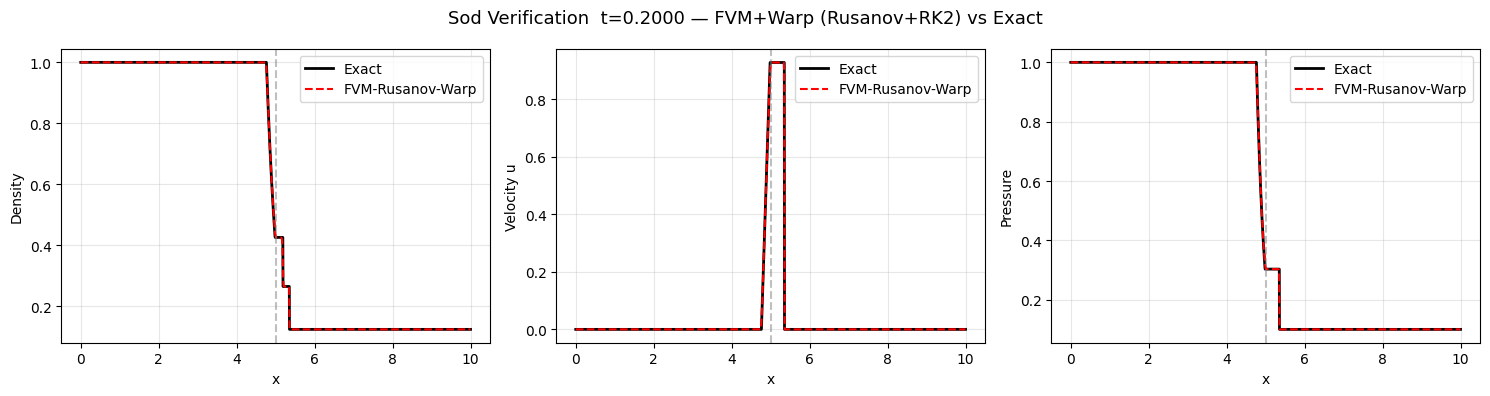 Sod Verification  t=0.2000 — FVM+Warp (Rusanov+RK2) vs Exact
Density
1.0
0.8
0.6
0.4
0.2
Exact
FVM-Rusanov-Warp
0 2 4 6 8 10
x
Velocity u
0.8
0.6
0.4
0.2
0.0
Exact
FVM-Rusanov-Warp
0 2 4 6 8 10
x
Pressure
1.0
0.8
0.6
0.4
0.2
Exact
FVM-Rusanov-Warp
0 2 4 6 8 10
x